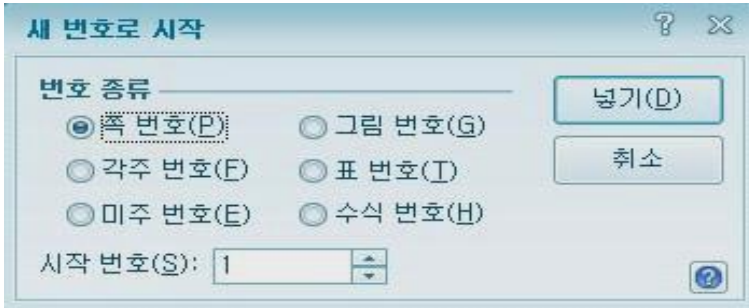 새 번호로 시작
번호 종류
쪽 번호(P)
그림 번호(G)
각주 번호(F)
표 번호(T)
미주 번호(E)
수식 번호(H)
시작 번호(S): 1
넣기(D)
취소